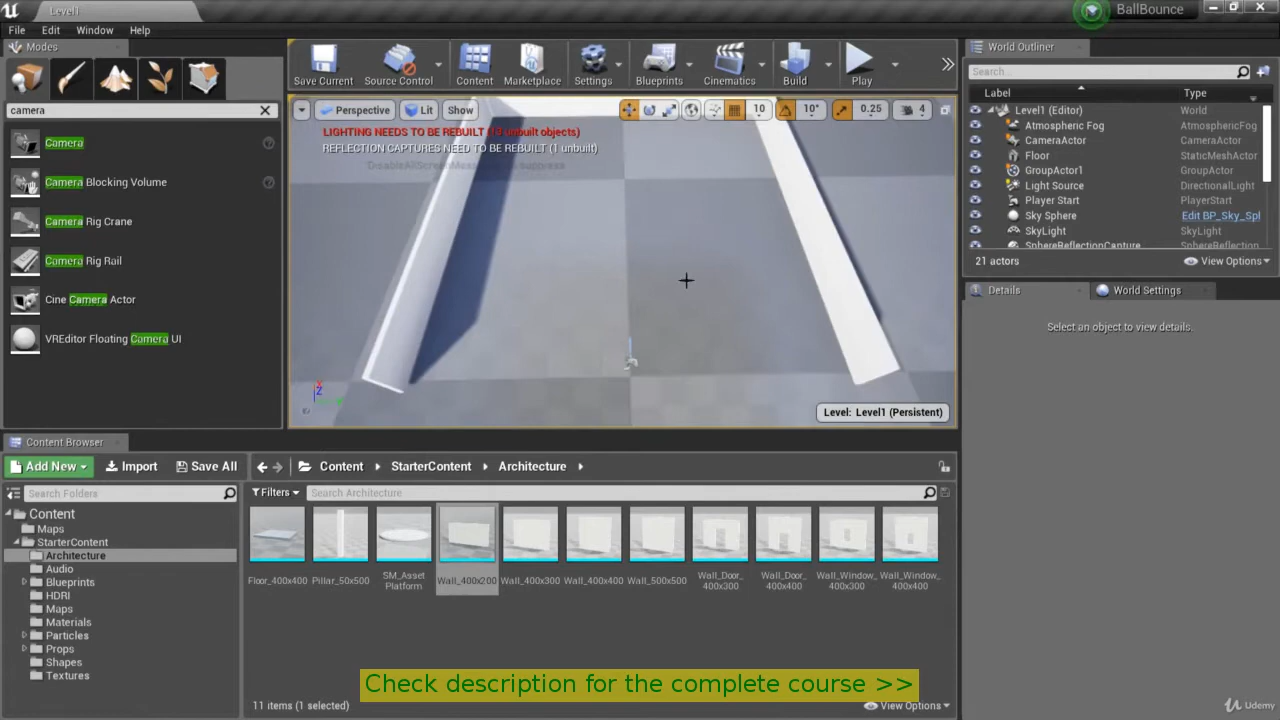 Level1
BallBounce
File Edit Window Help
Modes
camera
Camera
Camera Blocking Volume
Camera Rig Crane
Camera Rig Rail
Cine Camera Actor
VREditor Floating Camera UI
Save Current Source Control Content Marketplace Settings Blueprints Cinematics Build Play
Perspective Lit Show 10 10° 0.25 4
LIGHTING NEEDS TO BE REBUILT (13 unbuilt objects)
REFLECTION CAPTURES NEED TO BE REBUILT (1 unbuilt)
Level: Level1 (Persistent)
World Outliner
Search...
Label Type
Level1 (Editor) World
Atmospheric Fog AtmosphericFog
CameraActor CameraActor
Floor StaticMeshActor
GroupActor1 GroupActor
Light Source DirectionalLight
Player Start PlayerStart
Sky Sphere Edit BP_Sky_Spl
SkyLight SkyLight
SphereReflectionCapture SphereReflection
21 actors View Options
Details World Settings
Select an object to view details.
Content Browser
Add New Import Save All Content StarterContent Architecture
Search Folders
Filters Search Architecture
Content
Maps
StarterContent
Architecture
Audio
Blueprints
HDRI
Maps
Materials
Particles
Props
Shapes
Textures
Floor_400x400 Pillar_50x500 SM_Asset Platform Wall_400x200 Wall_400x300 Wall_400x400 Wall_500x500 Wall_Door_ 400x300 Wall_Door_ 400x400 Wall_Window_ 400x300 Wall_Window_ 400x400
Check description for the complete course >>
11 items (1 selected) View Options
Udemy